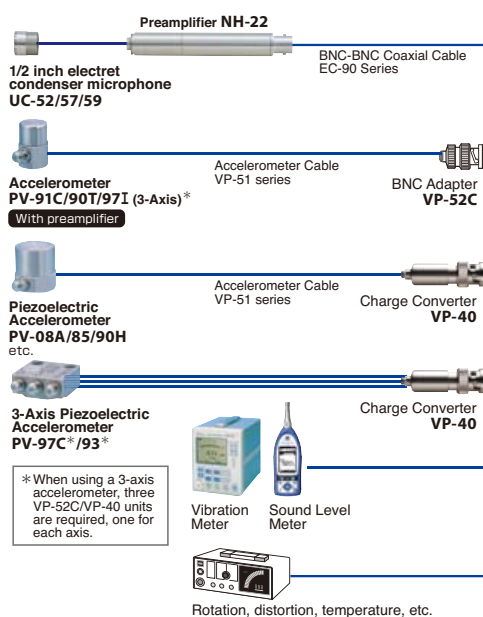 Preamplifier NH-22
BNC-BNC Coaxial Cable
EC-90 Series
1/2 inch electret
condenser microphone
UC-52/57/59
Accelerometer Cable
VP-51 series
BNC Adapter
VP-52C
Accelerometer
PV-91C/90T/97I (3-Axis)*
With preamplifier
Accelerometer Cable
VP-51 series
Charge Converter
VP-40
Piezoelectric
Accelerometer
PV-08A/85/90H
etc.
Charge Converter
VP-40
3-Axis Piezoelectric
Accelerometer
PV-97C*/93*
*When using a 3-axis
accelerometer, three
VP-52C/VP-40 units
are required, one for
each axis.
Vibration
Meter
Sound Level
Meter
Rotation, distortion, temperature, etc.